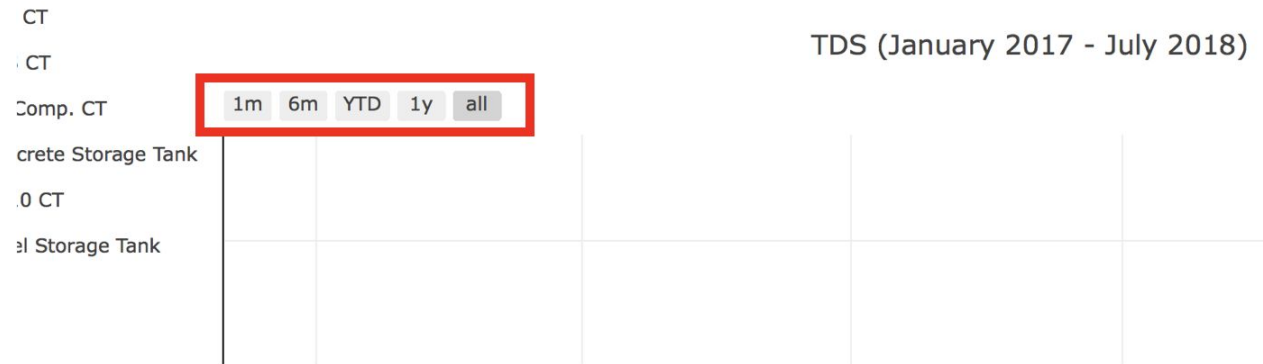 CT
TDS (January 2017 - July 2018)
CT
1m 6m YTD 1y all
Comp. CT
Storage Tank
0 CT
Storage Tank